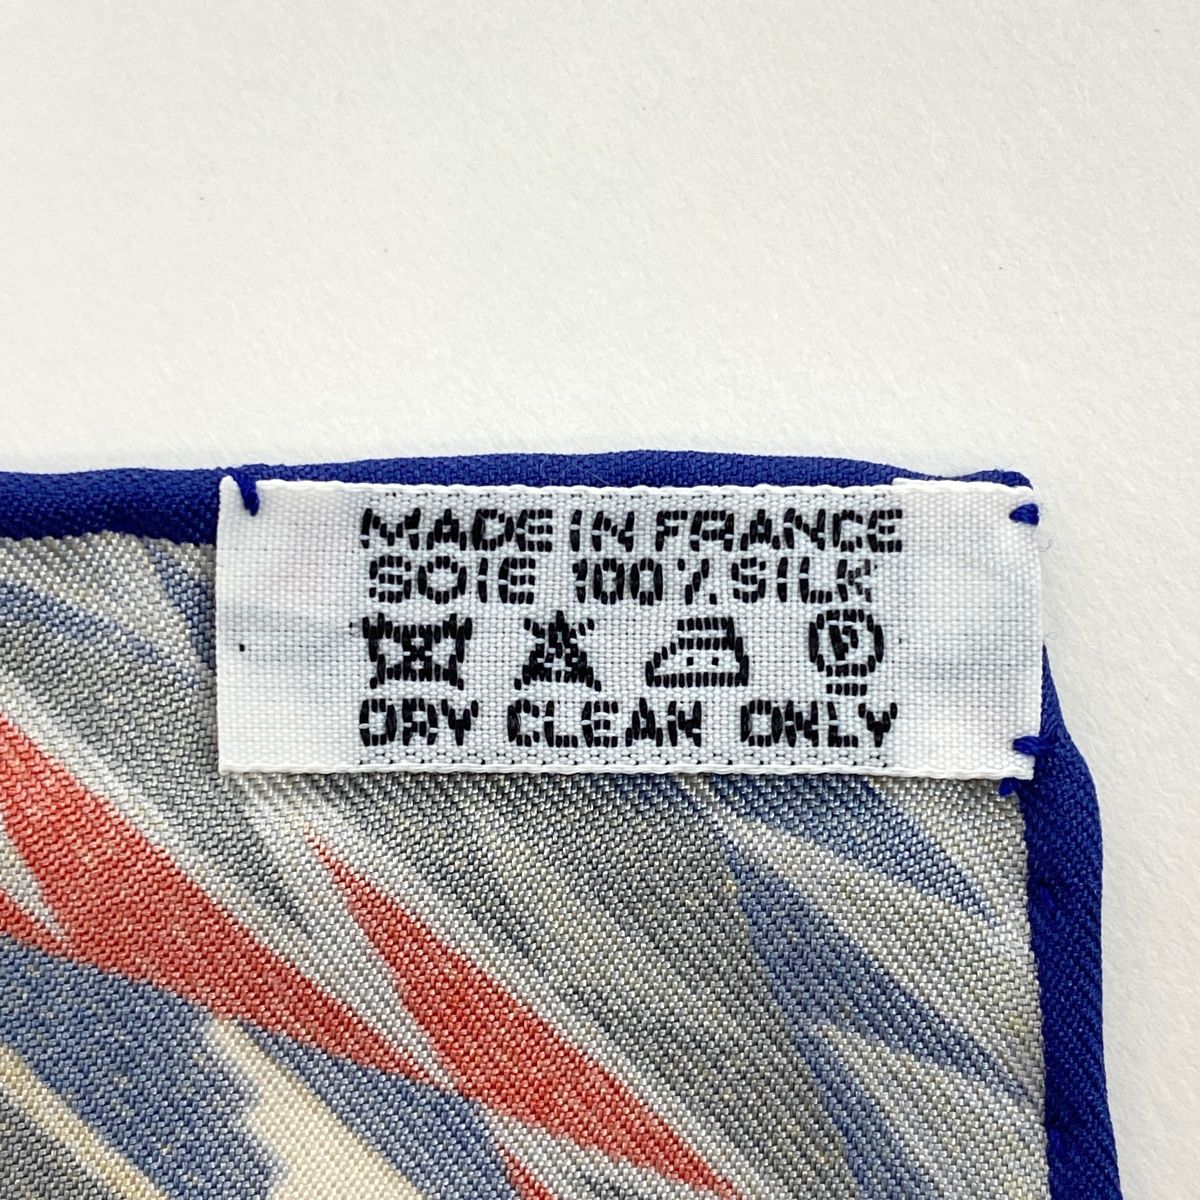 MADE IN FRANCE
SOIE 100% SILK
P
DRY CLEAN ONLY